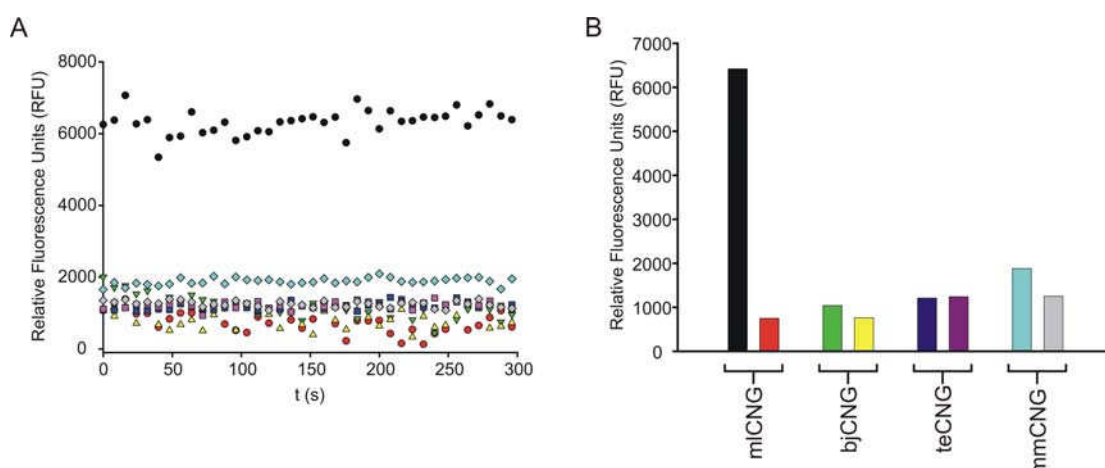 A
Relative Fluorescence Units (RFU)
8000
6000
4000
2000
0
0
50
100
150
200
250
300
t (s)
B
Relative Fluorescence Units (RFU)
7000
6000
5000
4000
3000
2000
1000
0
mlCNG
bjCNG
teCNG
mmCNG